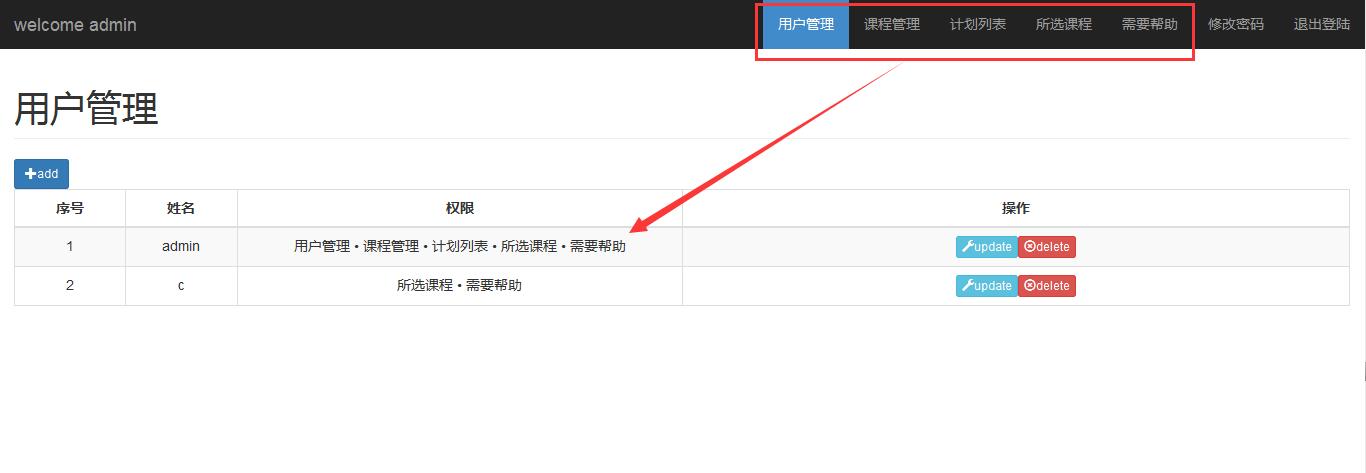 welcome admin 用户管理 课程管理 计划列表 所选课程 需要帮助 修改密码 退出登陆
用户管理
add
序号 姓名 权限 操作
1 admin 用户管理 • 课程管理 • 计划列表 • 所选课程 • 需要帮助 update delete
2 c 所选课程 • 需要帮助 update delete